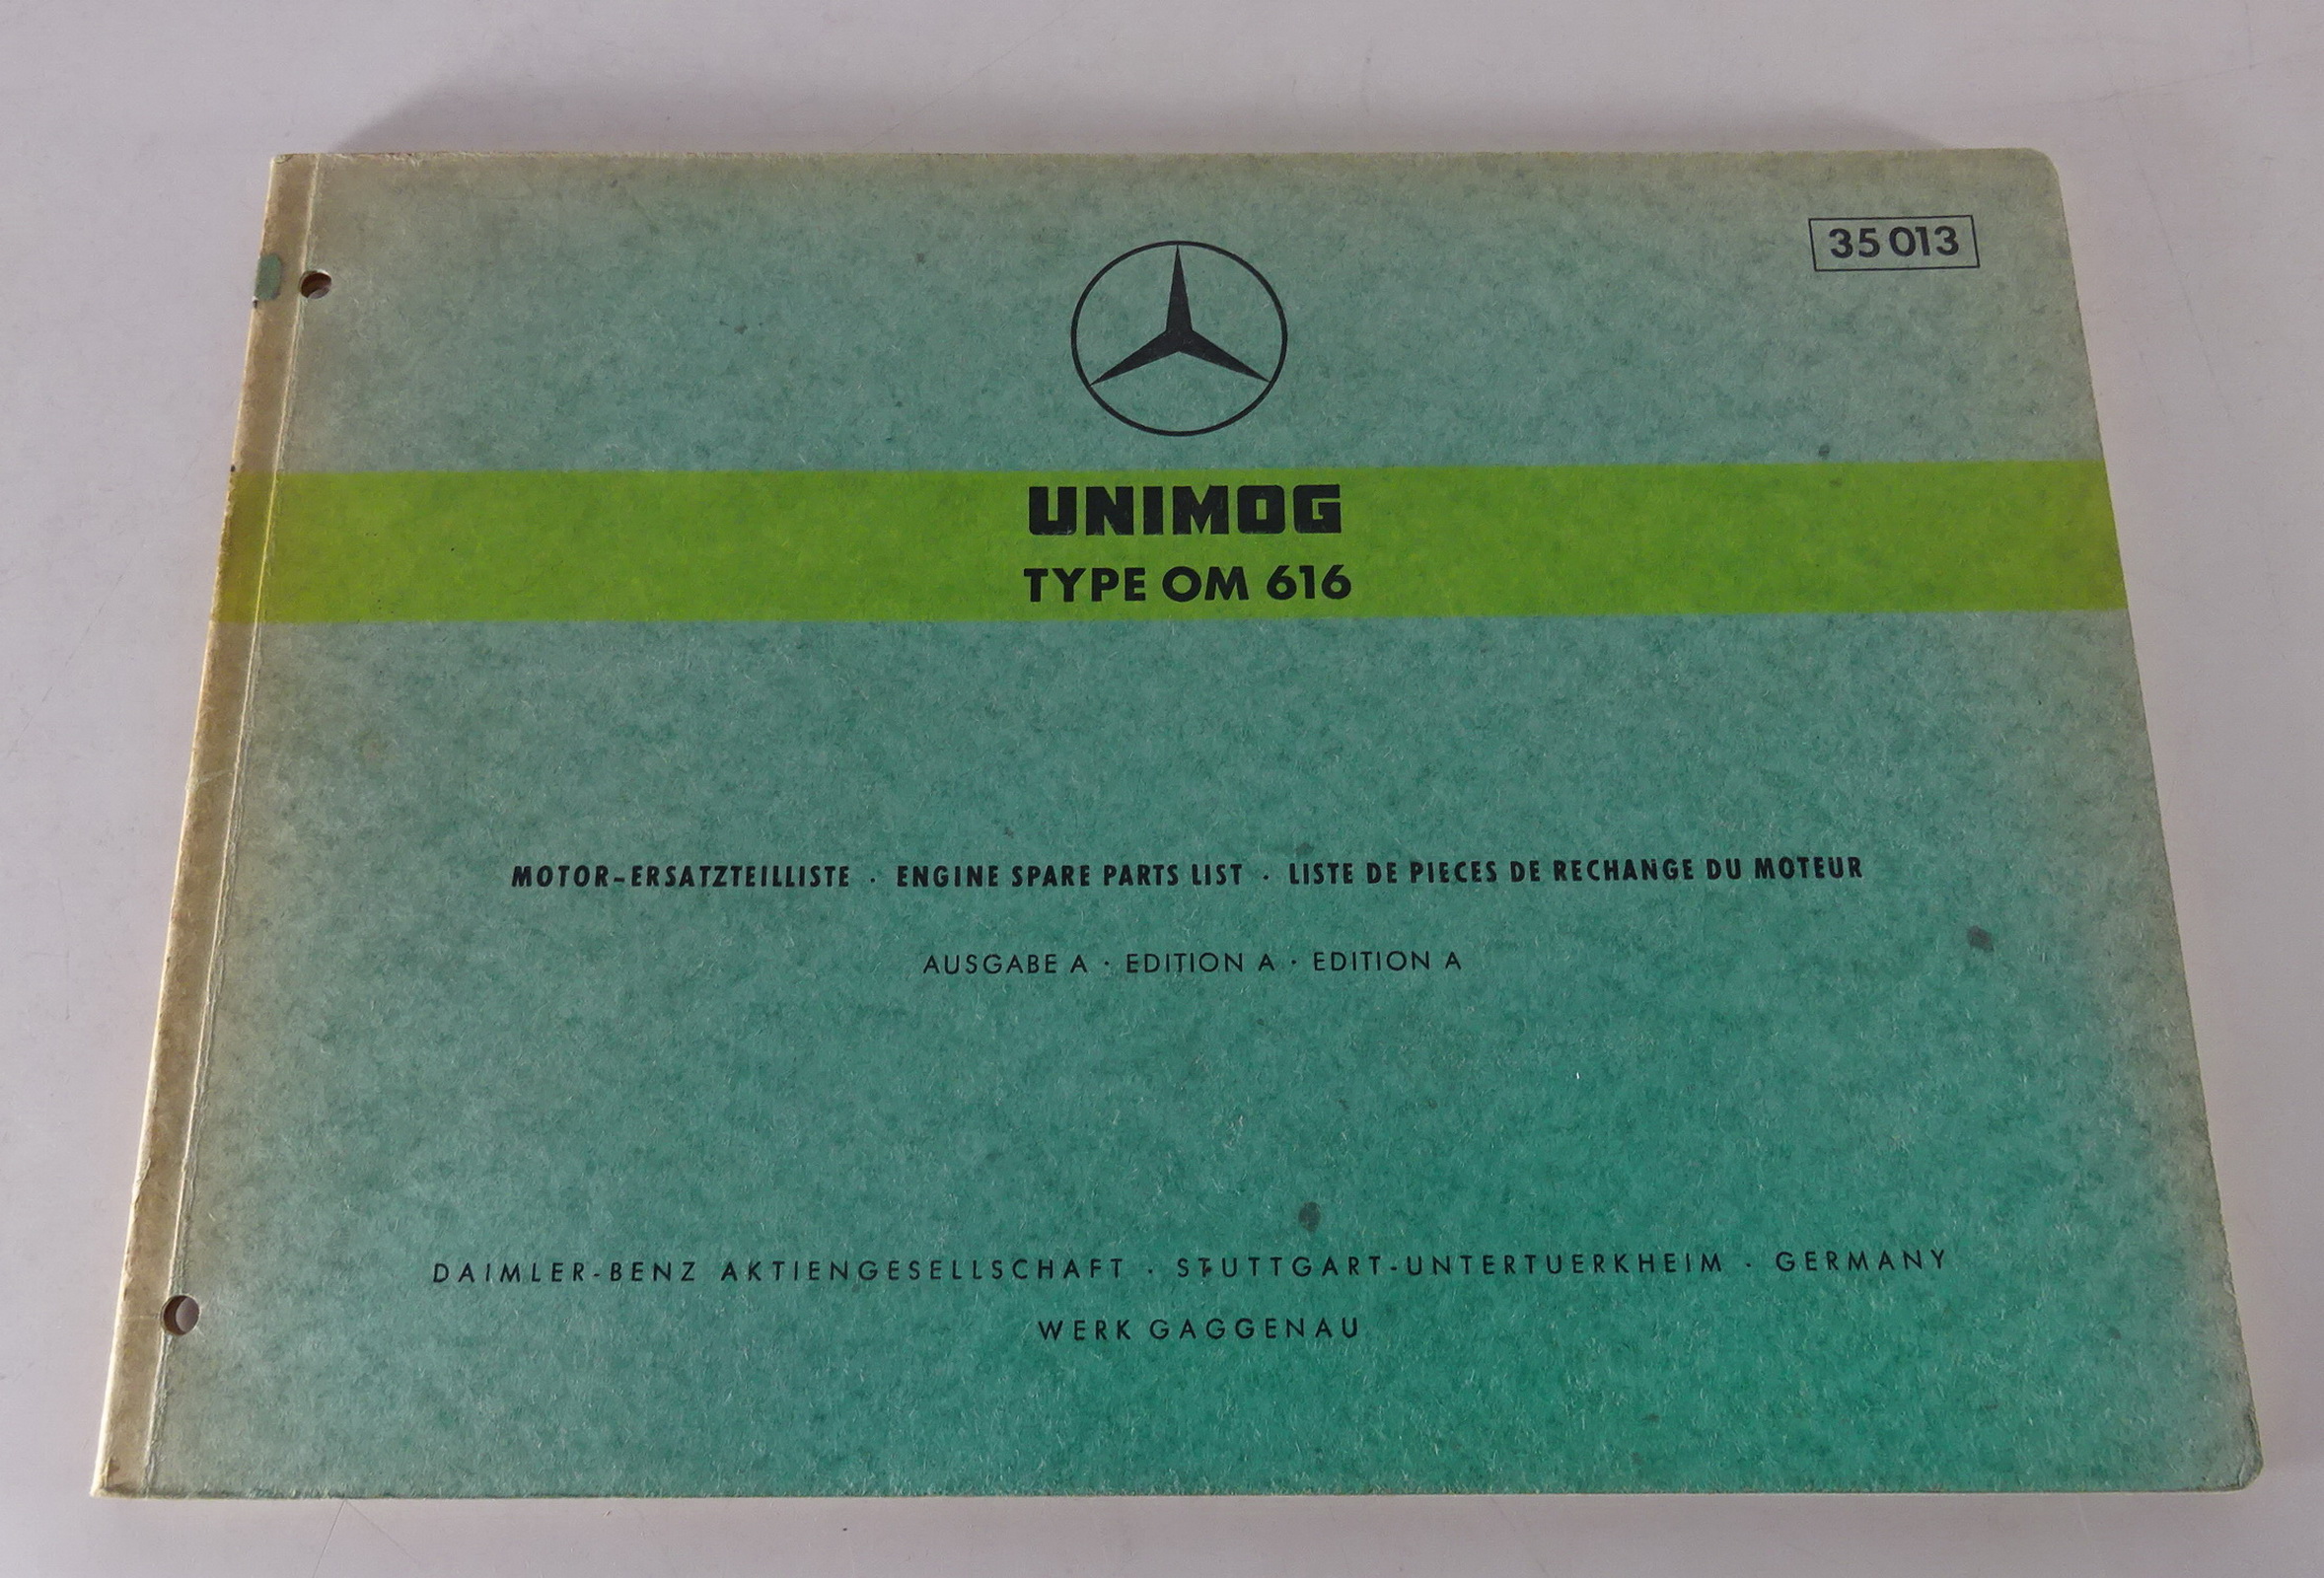 35 013
UNIMOG
TYPE OM 616
MOTOR-ERSATZTEILLISTE · ENGINE SPARE PARTS LIST · LISTE DE PIECES DE RECHANGE DU MOTEUR
AUSGABE A · EDITION A · EDITION A
DAIMLER-BENZ AKTIENGESELLSCHAFT · STUTTGART-UNTERTUERKHEIM · GERMANY
WERK GAGGENAU